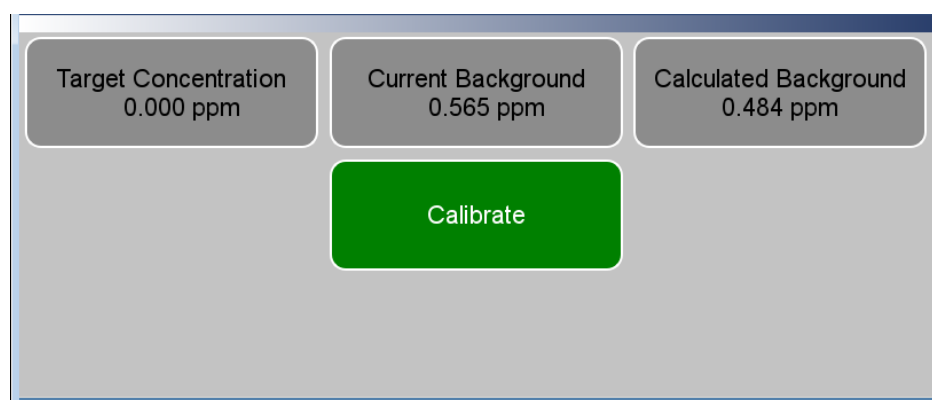 Target Concentration
0.000 ppm
Current Background
0.565 ppm
Calculated Background
0.484 ppm
Calibrate